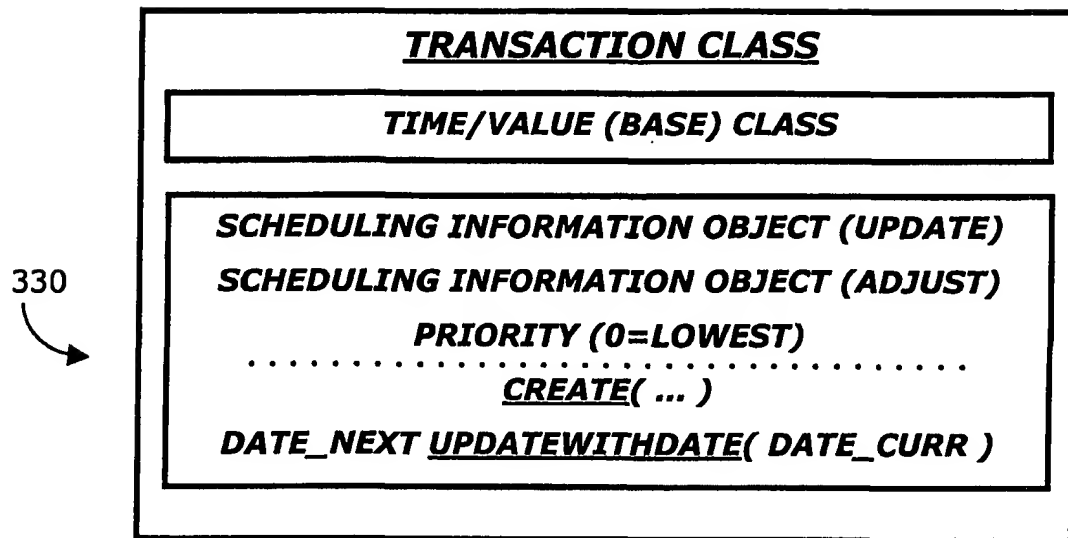 TRANSACTION CLASS
TIME/VALUE (BASE) CLASS
SCHEDULING INFORMATION OBJECT (UPDATE)
SCHEDULING INFORMATION OBJECT (ADJUST)
330
PRIORITY (0=LOWEST)
CREATE( ... )
DATE_NEXT UPDATEWITHDATE( DATE_CURR )